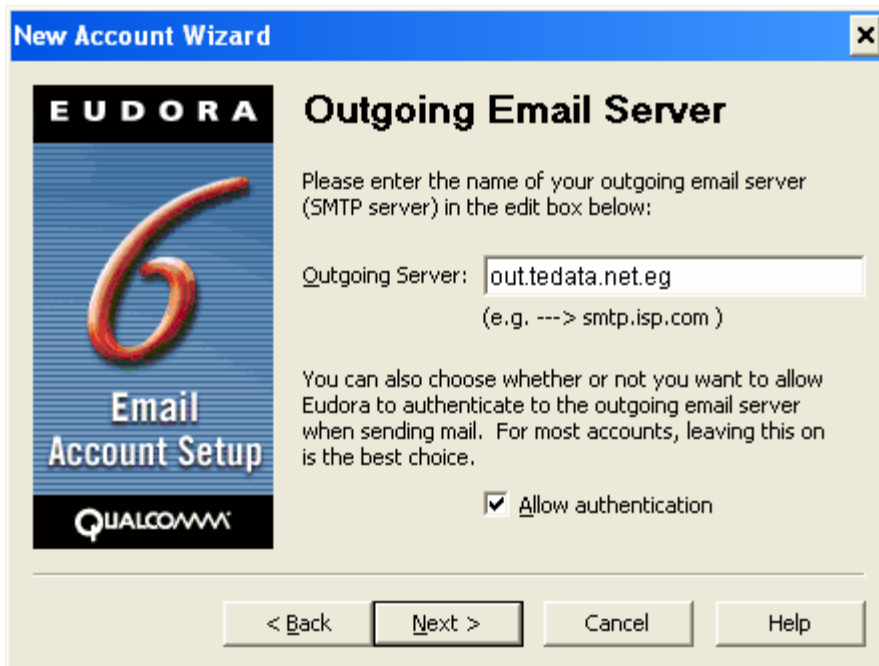 New Account Wizard
EUDORA
6
Email
Account Setup
QUALCOMM
Outgoing Email Server
Please enter the name of your outgoing email server
(SMTP server) in the edit box below:
Outgoing Server: out.tedata.net.eg
(e.g. ---> smtp.isp.com )
You can also choose whether or not you want to allow
Eudora to authenticate to the outgoing email server
when sending mail. For most accounts, leaving this on
is the best choice.
Allow authentication
< Back Next > Cancel Help